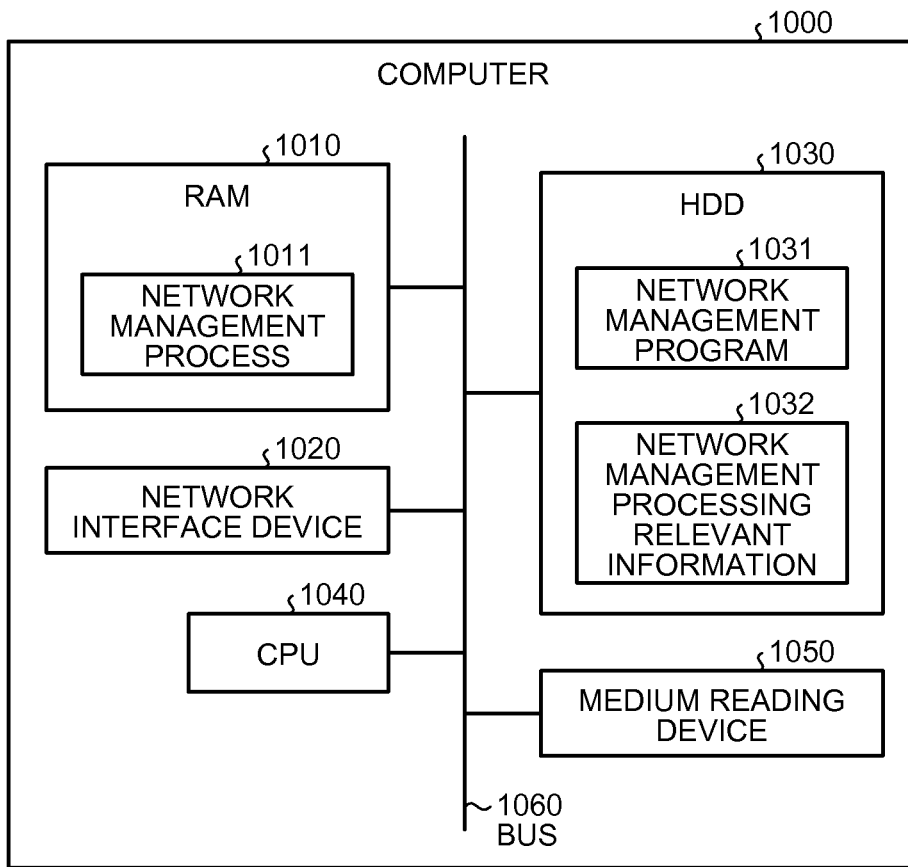 1000
COMPUTER
1010
RAM
1011
NETWORK
MANAGEMENT
PROCESS
1020
NETWORK
INTERFACE DEVICE
1040
CPU
1030
HDD
1031
NETWORK
MANAGEMENT
PROGRAM
1032
NETWORK
MANAGEMENT
PROCESSING
RELEVANT
INFORMATION
1050
MEDIUM READING
DEVICE
1060
BUS